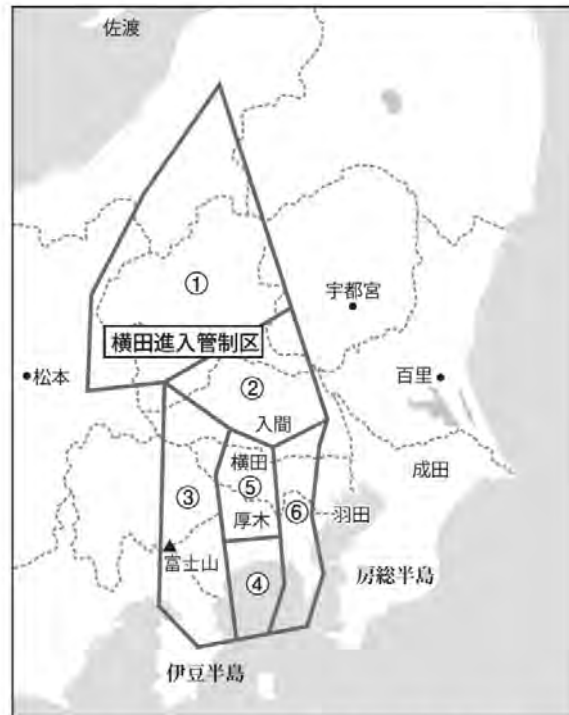 佐渡
①
宇都宮
横田進入管制区
松本
②
百里
入間
横田
成田
③
⑤
⑥
羽田
厚木
富士山
④
房総半島
伊豆半島